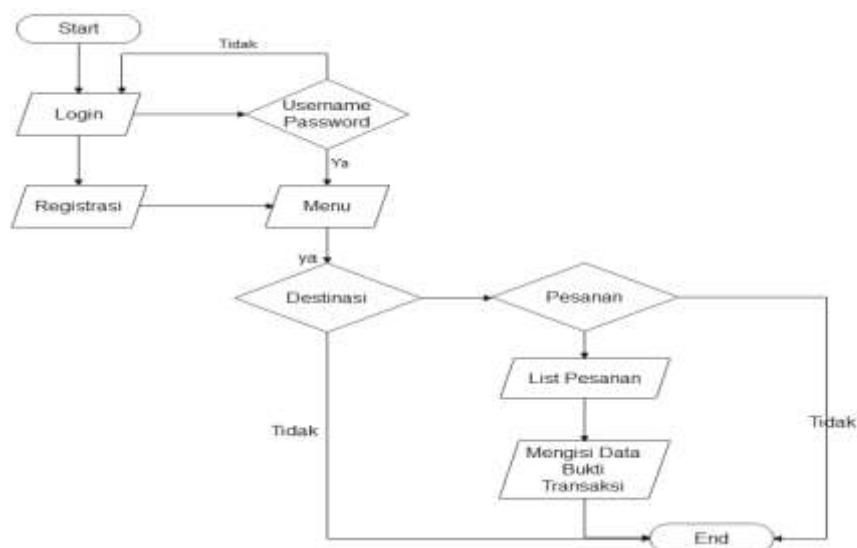 Start
Tidak
Login
Username
Password
Ya
Registrasi
Menu
ya
Destinasi
Pesanan
List Pesanan
Tidak
Tidak
Mengisi Data
Bukti
Transaksi
End